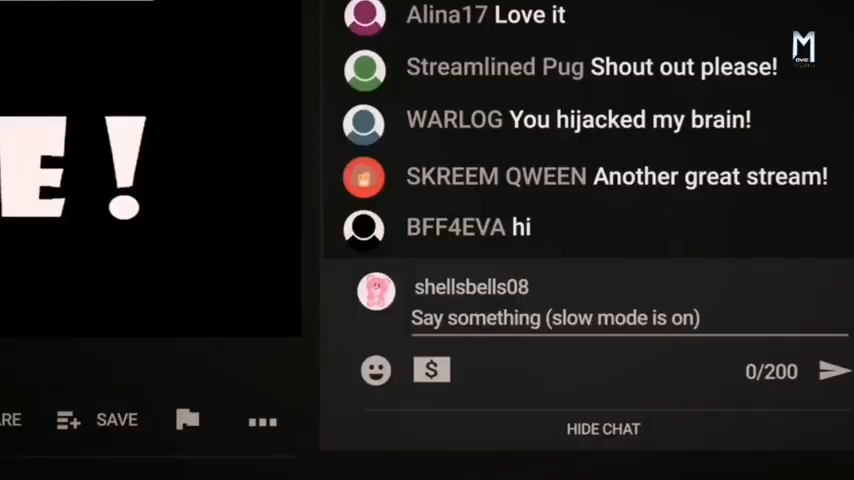 Alina17 Love it
Streamlined Pug Shout out please!
WARLOG You hijacked my brain!
SKREEM QWEEN Another great stream!
E!
BFF4EVA hi
shellsbells08
Say something (slow mode is on)
$
0/200
ARE
SAVE
HIDE CHAT
M